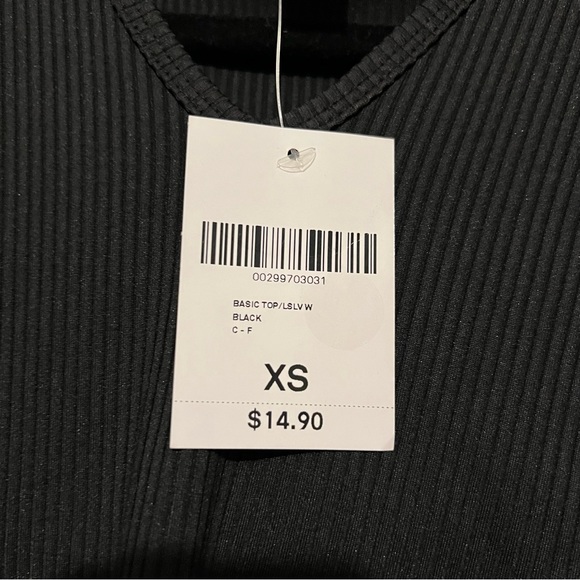 00299703031
BASIC TOP/LSLV W
BLACK
C - F
XS
$14.90